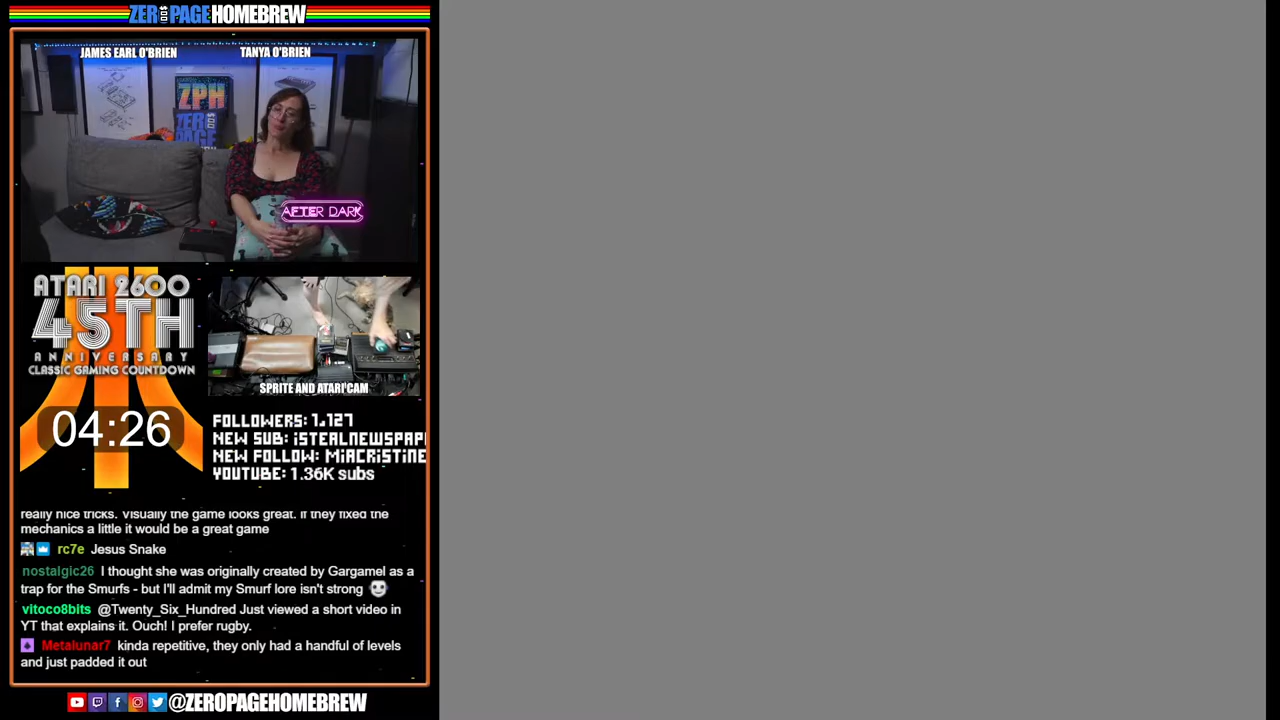 ZERO PAGE HOMEBREW
JAMES EARL O'BRIEN
TANYA O'BRIEN
ZPH
AFTER DARK
ATARI 2600
45TH
ANNIVERSARY
CLASSIC GAMING COUNTDOWN
04:26
SPRITE AND ATARI CAM
FOLLOWERS: 1,127
NEW SUB: iSTEALNEWSPAP
NEW FOLLOW: MiACRiSTiNE
YOUTUBE: 1.36K subs
really nice tricks. Visually the game looks great. If they fixed the
mechanics a little it would be a great game
rc7e Jesus Snake
nostalgic26 I thought she was originally created by Gargamel as a
trap for the Smurfs - but I'll admit my Smurf lore isn't strong
vitoco8bits @Twenty_Six_Hundred Just viewed a short video in
YT that explains it. Ouch! I prefer rugby.
Metalunar7 kinda repetitive, they only had a handful of levels
and just padded it out
@ZEROPAGEHOMEBREW